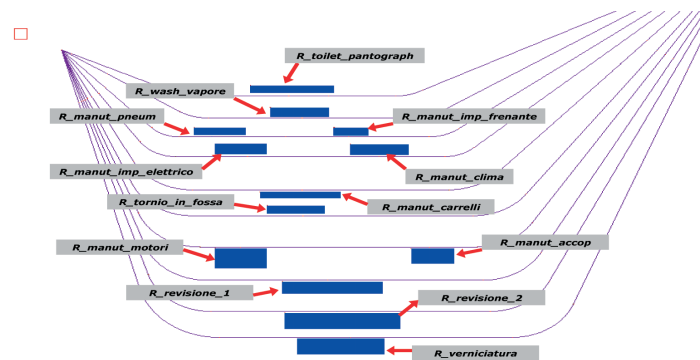 R_toilet_pantograph
R_wash_vapore
R_manut_pneum
R_manut_imp_frenante
R_manut_imp_elettrico
R_manut_clima
R_tornio_in_fossa
R_manut_carrelli
R_manut_motori
R_manut_accop
R_revisione_1
R_revisione_2
R_verniciatura